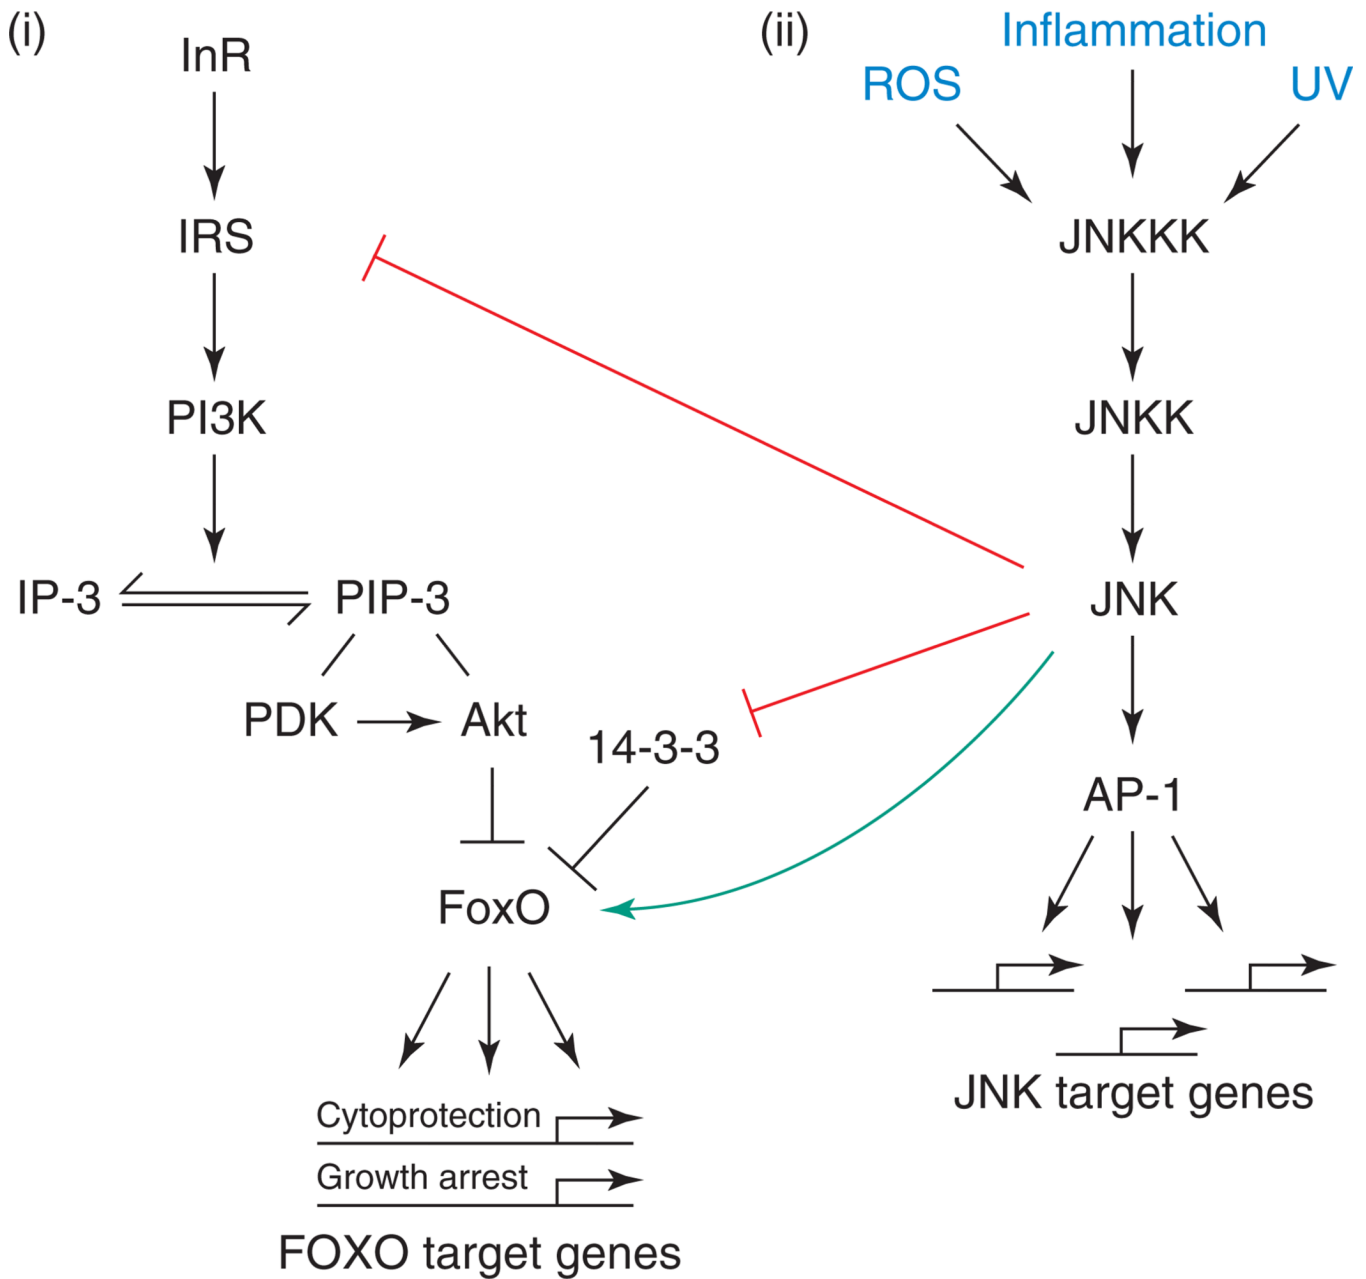 (i)
InR
IRS
PI3K
IP-3
PIP-3
PDK
Akt
14-3-3
FoxO
Cytoprotection
Growth arrest
FOXO target genes
(ii)
Inflammation
ROS
UV
JNKKK
JNKK
JNK
AP-1
JNK target genes